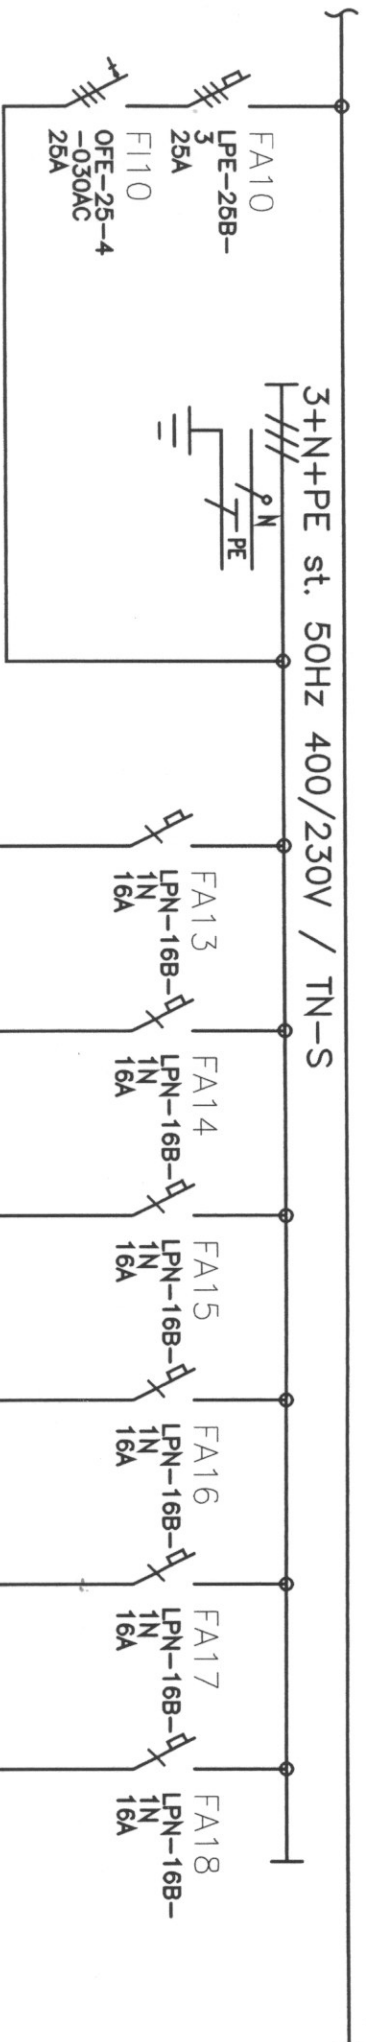 3+N+PE st. 50Hz 400/230V / TN-S
N
PE
FA10
LPE-25B-
3
25A
FI10
OFE-25-4
-030AC
25A
FA13
LPN-16B-
1N
16A
FA14
LPN-16B-
1N
16A
FA15
LPN-16B-
1N
16A
FA16
LPN-16B-
1N
16A
FA17
LPN-16B-
1N
16A
FA18
LPN-16B-
1N
16A